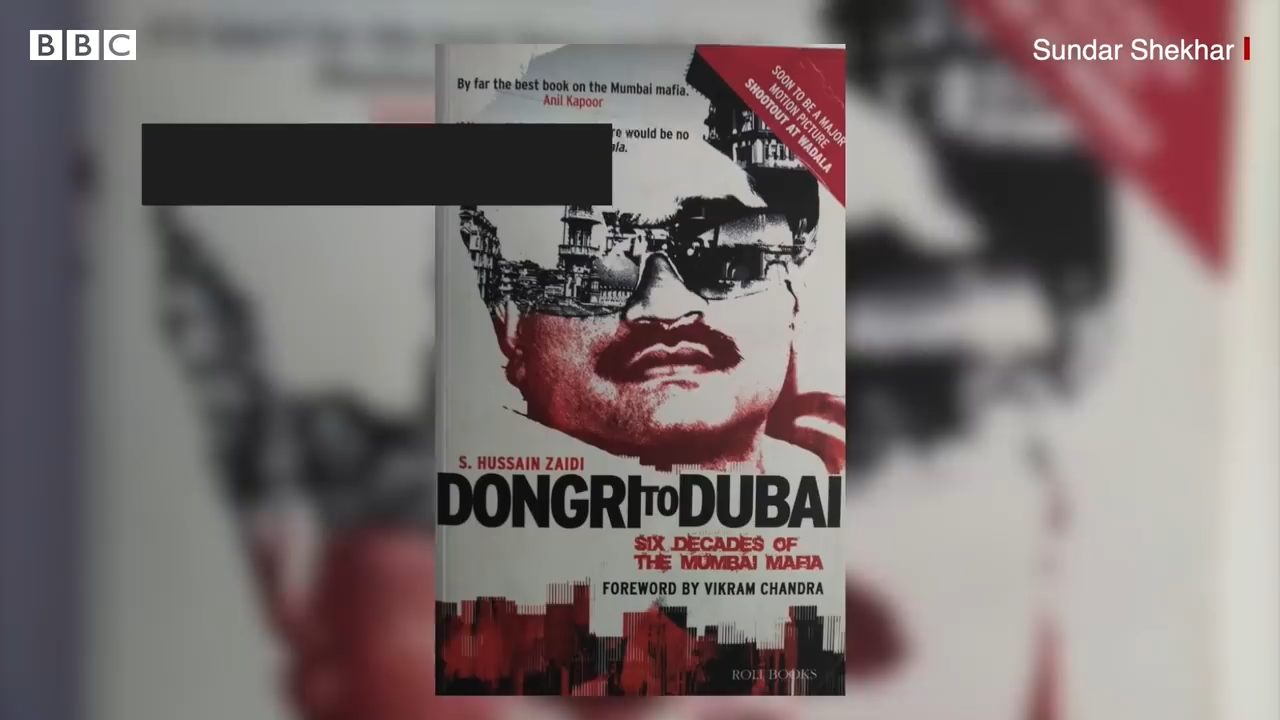 BBC
Sundar Shekhar
By far the best book on the Mumbai mafia.
Anil Kapoor
would be no
SOON TO BE A MAJOR
MOTION PICTURE
SHOOTOUT AT WADALA
S. HUSSAIN ZAIDI
DONGRI TO DUBAI
SIX DECADES OF
THE MUMBAI MAFIA
FOREWORD BY VIKRAM CHANDRA
ROLI BOOKS